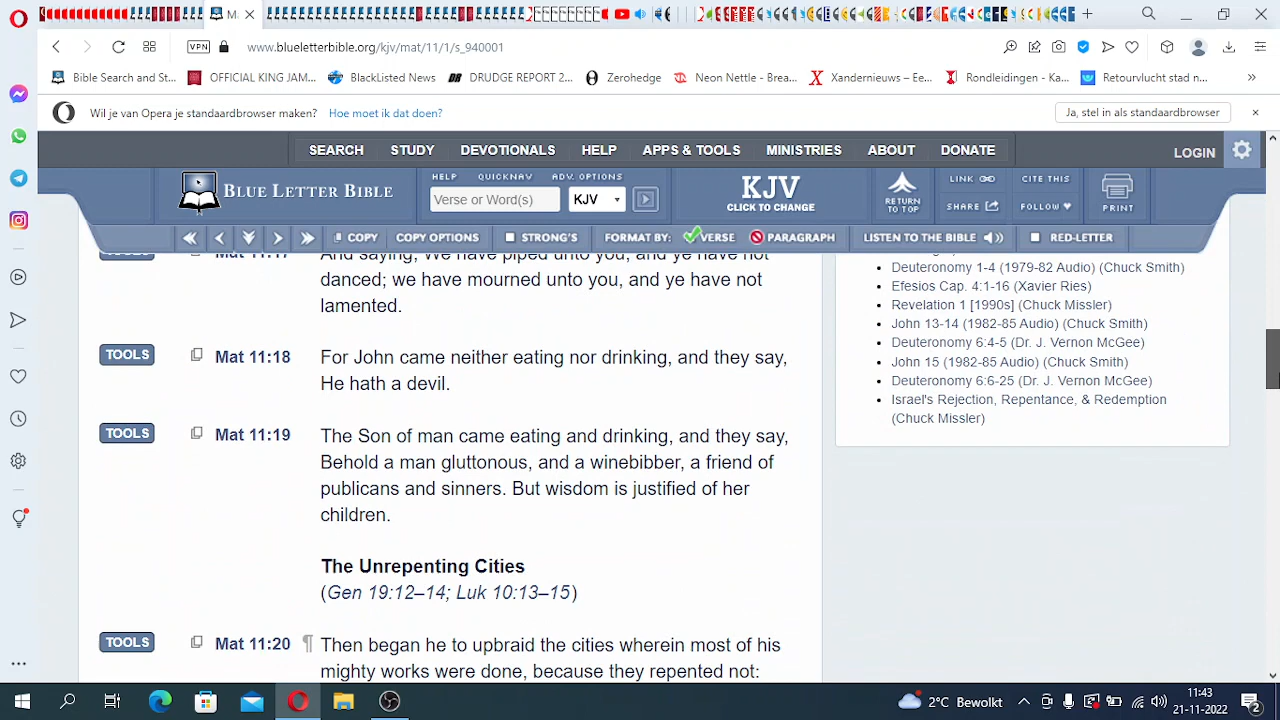 M
www.blueletterbible.org/kjv/mat/11/1/s_940001
VPN
Bible Search and St...
OFFICIAL KING JAM...
BlackListed News
DRUDGE REPORT 2...
Zerohedge
Neon Nettle - Brea...
Xandernieuws – Ee...
Rondleidingen - Ka...
Retourvlucht stad n...
Wil je van Opera je standaardbrowser maken? Hoe moet ik dat doen?
Ja, stel in als standaardbrowser
SEARCH STUDY DEVOTIONALS HELP APPS & TOOLS MINISTRIES ABOUT DONATE
LOGIN
BLUE LETTER BIBLE
HELP QUICKNAV ADV. OPTIONS
Verse or Word(s)
KJV
KJV
CLICK TO CHANGE
RETURN
TO TOP
LINK
CITE THIS
SHARE
FOLLOW
PRINT
COPY COPY OPTIONS STRONG'S FORMAT BY: VERSE PARAGRAPH LISTEN TO THE BIBLE RED-LETTER
TOOLS Mat 11:17 And saying, We have piped unto you, and ye have not
danced; we have mourned unto you, and ye have not
lamented.
TOOLS Mat 11:18 For John came neither eating nor drinking, and they say,
He hath a devil.
TOOLS Mat 11:19 The Son of man came eating and drinking, and they say,
Behold a man gluttonous, and a winebibber, a friend of
publicans and sinners. But wisdom is justified of her
children.
The Unrepenting Cities
(Gen 19:12–14; Luk 10:13–15)
TOOLS Mat 11:20 ¶ Then began he to upbraid the cities wherein most of his
mighty works were done, because they repented not:
Deuteronomy 1-4 (1979-82 Audio) (Chuck Smith)
Efesios Cap. 4:1-16 (Xavier Ries)
Revelation 1 [1990s] (Chuck Missler)
John 13-14 (1982-85 Audio) (Chuck Smith)
Deuteronomy 6:4-5 (Dr. J. Vernon McGee)
John 15 (1982-85 Audio) (Chuck Smith)
Deuteronomy 6:6-25 (Dr. J. Vernon McGee)
Israel's Rejection, Repentance, & Redemption
(Chuck Missler)
2°C Bewolkt
11:43
21-11-2022
2